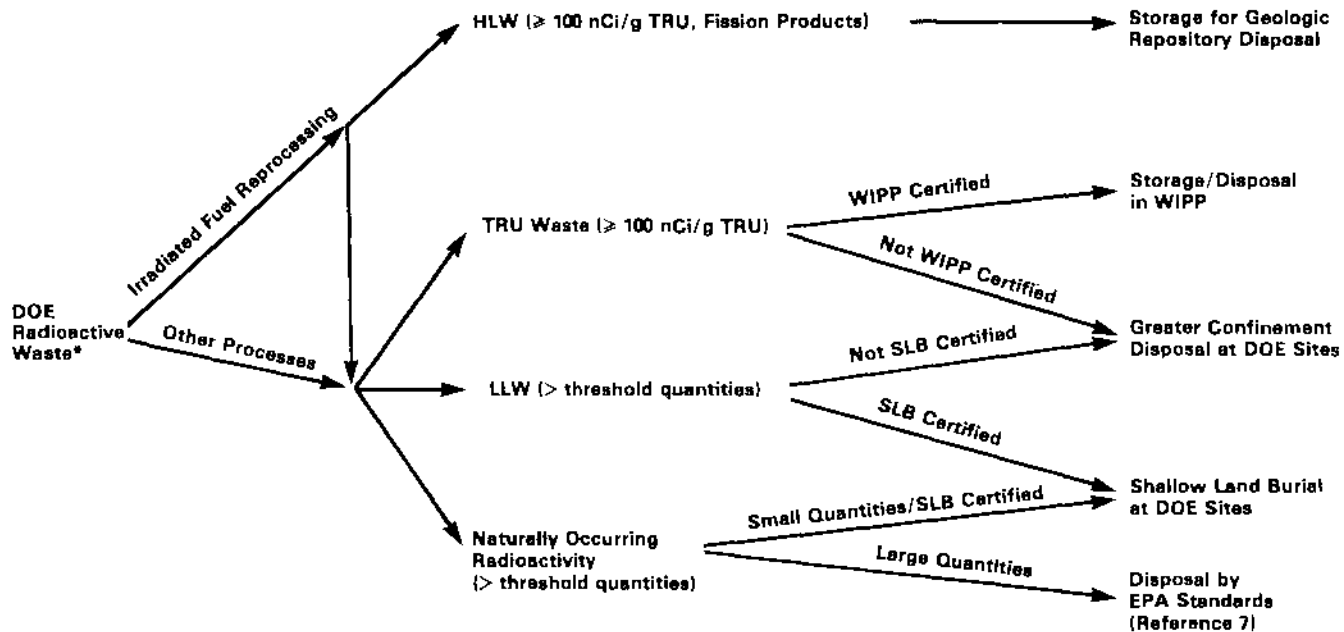 HLW (≥ 100 nCi/g TRU, Fission Products)
Storage for Geologic
Repository Disposal
Irradiated Fuel Reprocessing
WIPP Certified
Storage/Disposal
in WIPP
TRU Waste (≥ 100 nCi/g TRU)
Not WIPP Certified
DOE
Radioactive
Waste*
Other Processes
Not SLB Certified
Greater Confinement
Disposal at DOE Sites
LLW (> threshold quantities)
SLB Certified
Small Quantities/SLB Certified
Shallow Land Burial
at DOE Sites
Naturally Occurring
Radioactivity
(> threshold quantities)
Large Quantities
Disposal by
EPA Standards
(Reference 7)